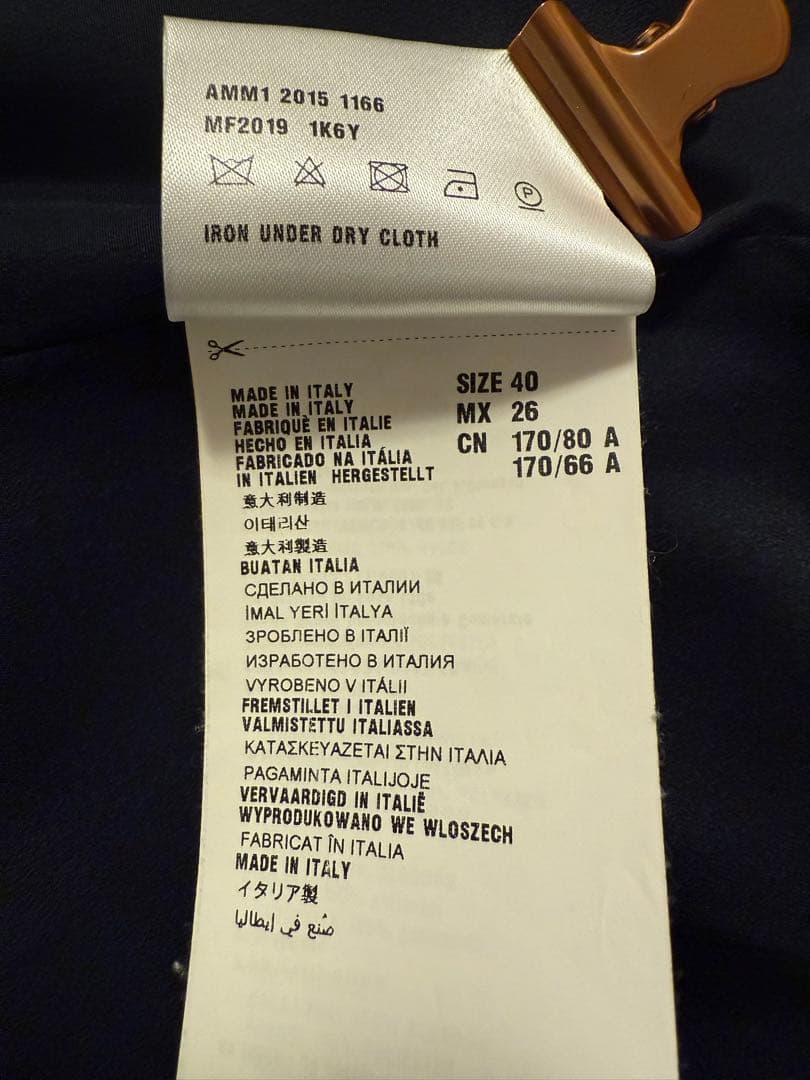 AMM1 2015 1166
MF2019 1K6Y
P
IRON UNDER DRY CLOTH
MADE IN ITALY
MADE IN ITALY
FABRIQUÈ EN ITALIE
HECHO EN ITALIA
FABRICADO NA ITÁLIA
IN ITALIEN HERGESTELLT
SIZE 40
MX 26
CN 170/80 A
170/66 A
意大利制造
이태리산
意大利製造
BUATAN ITALIA
СДЕЛАНО В ИТАЛИИ
İMAL YERİ İTALYA
ЗРОБЛЕНО В ІТАЛІЇ
ИЗРАБОТЕНО В ИТАЛИЯ
VYROBENO V ITÁLII
FREMSTILLET I ITALIEN
VALMISTETTU ITALIASSA
ΚΑΤΑΣΚΕΥΑΖΕΤΑΙ ΣΤΗΝ ΙΤΑΛΙΑ
PAGAMINTA ITALIJOJE
VERVAARDIGD IN ITALIË
WYPRODUKOWANO WE WLOSZECH
FABRICAT ÎN ITALIA
MADE IN ITALY
イタリア製
صُنع في ايطاليا